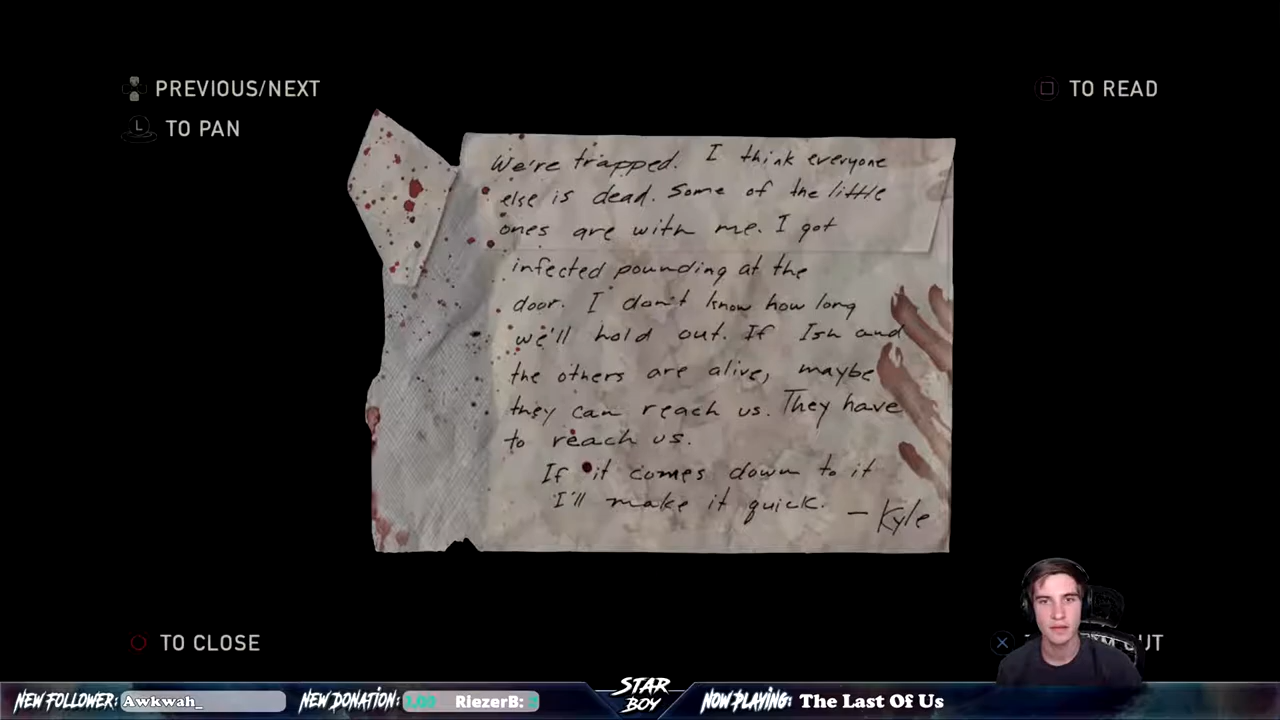 PREVIOUS/NEXT
L TO PAN
TO READ
We're trapped. I think everyone
else is dead. Some of the little
ones are with me. I got
infected pounding at the
door. I don't know how long
we'll hold out. If Ish and
the others are alive, maybe
they can reach us. They have
to reach us.
If it comes down to it
I'll make it quick. – Kyle
TO CLOSE
UT
NEW FOLLOWER: Awkwah_
NEW DONATION: 1.00 RiezerB:
STAR
BOY
NOW PLAYING: The Last Of Us